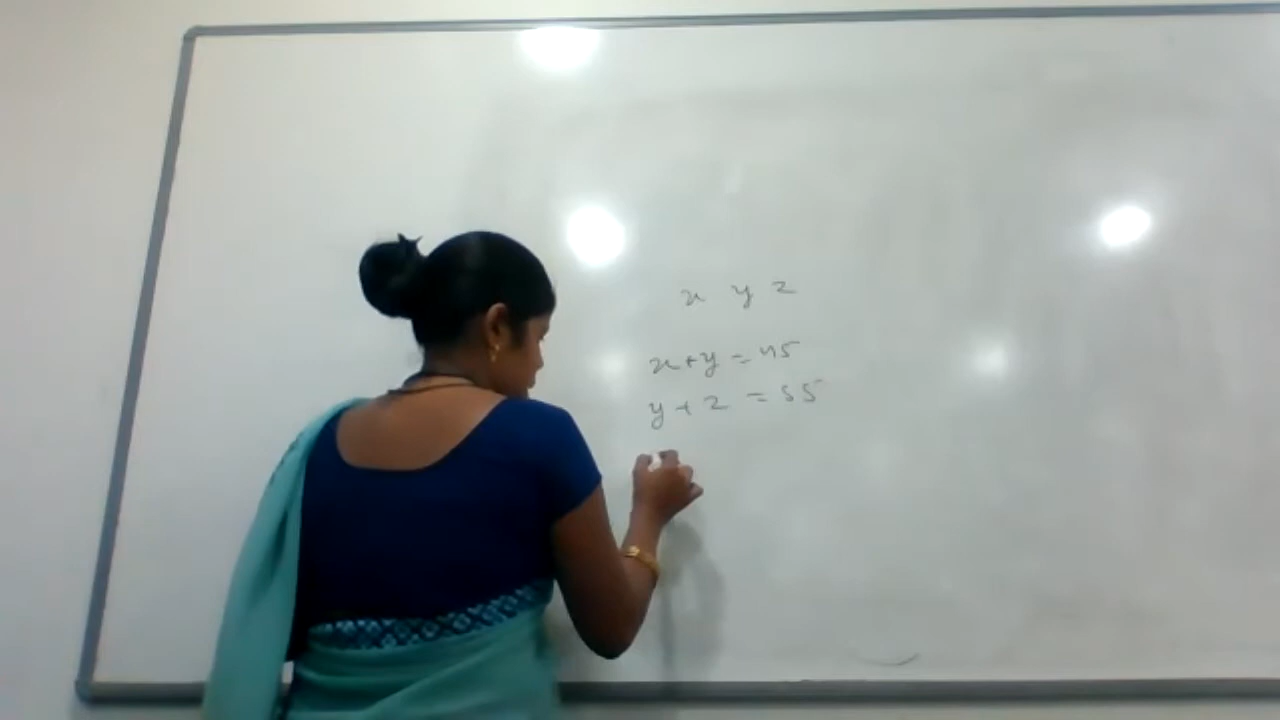 x y z
x+y = 45
y+z = 55